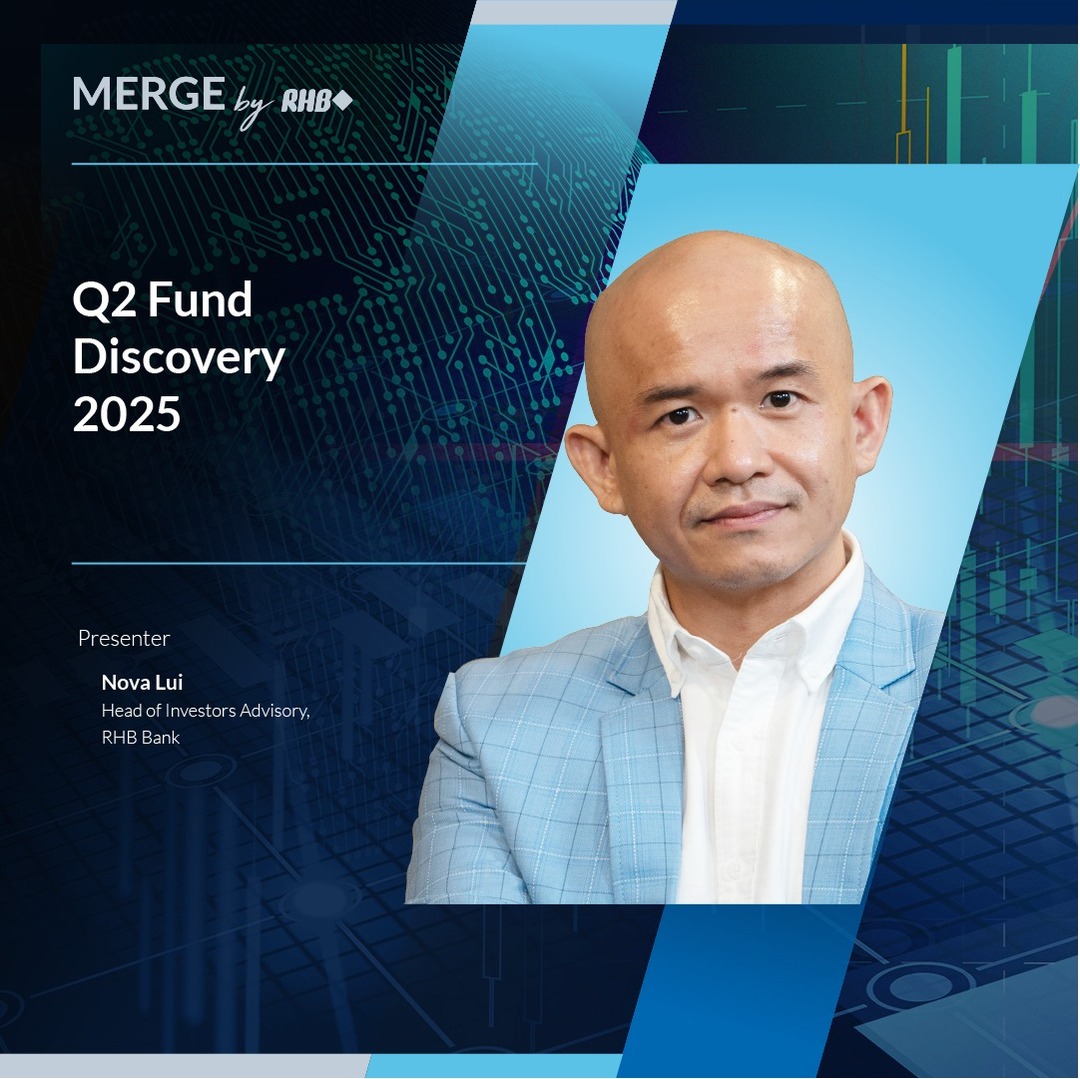 MERGE by RHB
Q2 Fund
Discovery
2025
Presenter
Nova Lui
Head of Investors Advisory,
RHB Bank